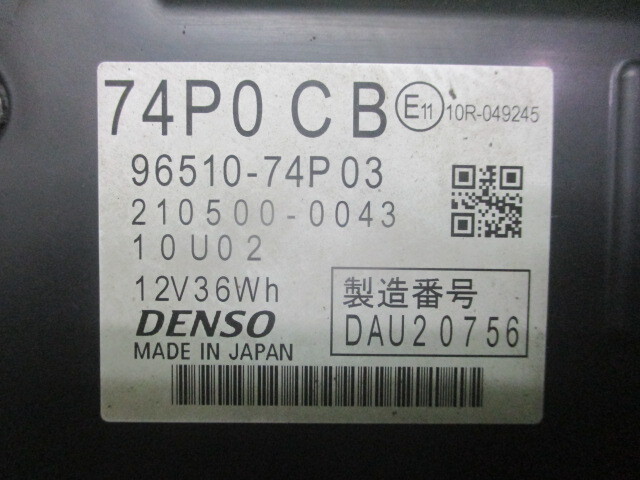 74P0 CB E11 10R-049245
96510-74P03
210500-0043
10U02
12V36Wh
DENSO
MADE IN JAPAN
製造番号
DAU20756